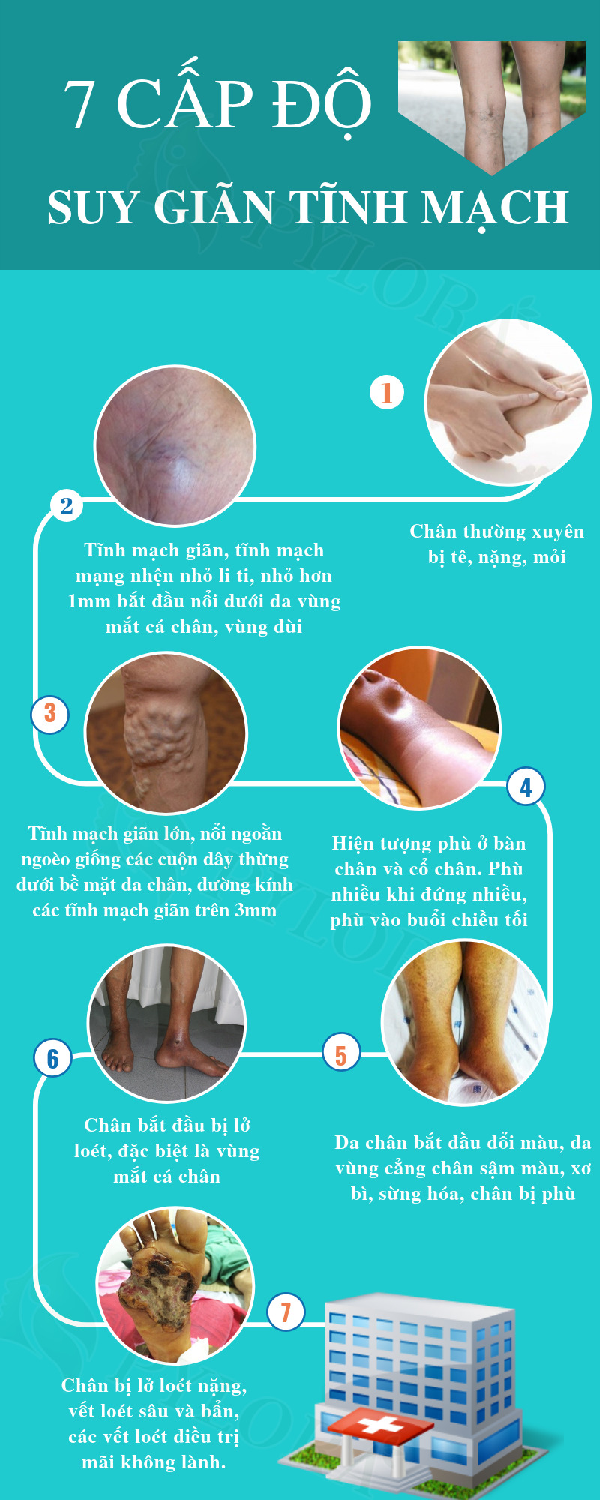 7 CẤP ĐỘ
SUY GIÃN TĨNH MẠCH
PYLORA
1
Chân thường xuyên
bị tê, nặng, mỏi
2
Tĩnh mạch giãn, tĩnh mạch
mạng nhện nhỏ li ti, nhỏ hơn
1mm bắt đầu nổi dưới da vùng
mắt cá chân, vùng dùi
3
Tĩnh mạch giãn lớn, nổi ngoằn
ngoèo giống các cuộn dây thừng
dưới bề mặt da chân, đường kính
các tĩnh mạch giãn trên 3mm
4
Hiện tượng phù ở bàn
chân và cổ chân. Phù
nhiều khi đứng nhiều,
phù vào buổi chiều tối
PYLORA
5
Da chân bắt dầu đổi màu, da
vùng cẳng chân sậm màu, xơ
bì, sừng hóa, chân bị phù
6
Chân bắt đầu bị lở
loét, đặc biệt là vùng
mắt cá chân
7
Chân bị lở loét nặng,
vết loét sâu và bẩn,
các vết loét diều trị
mãi không lành.
PYLORA